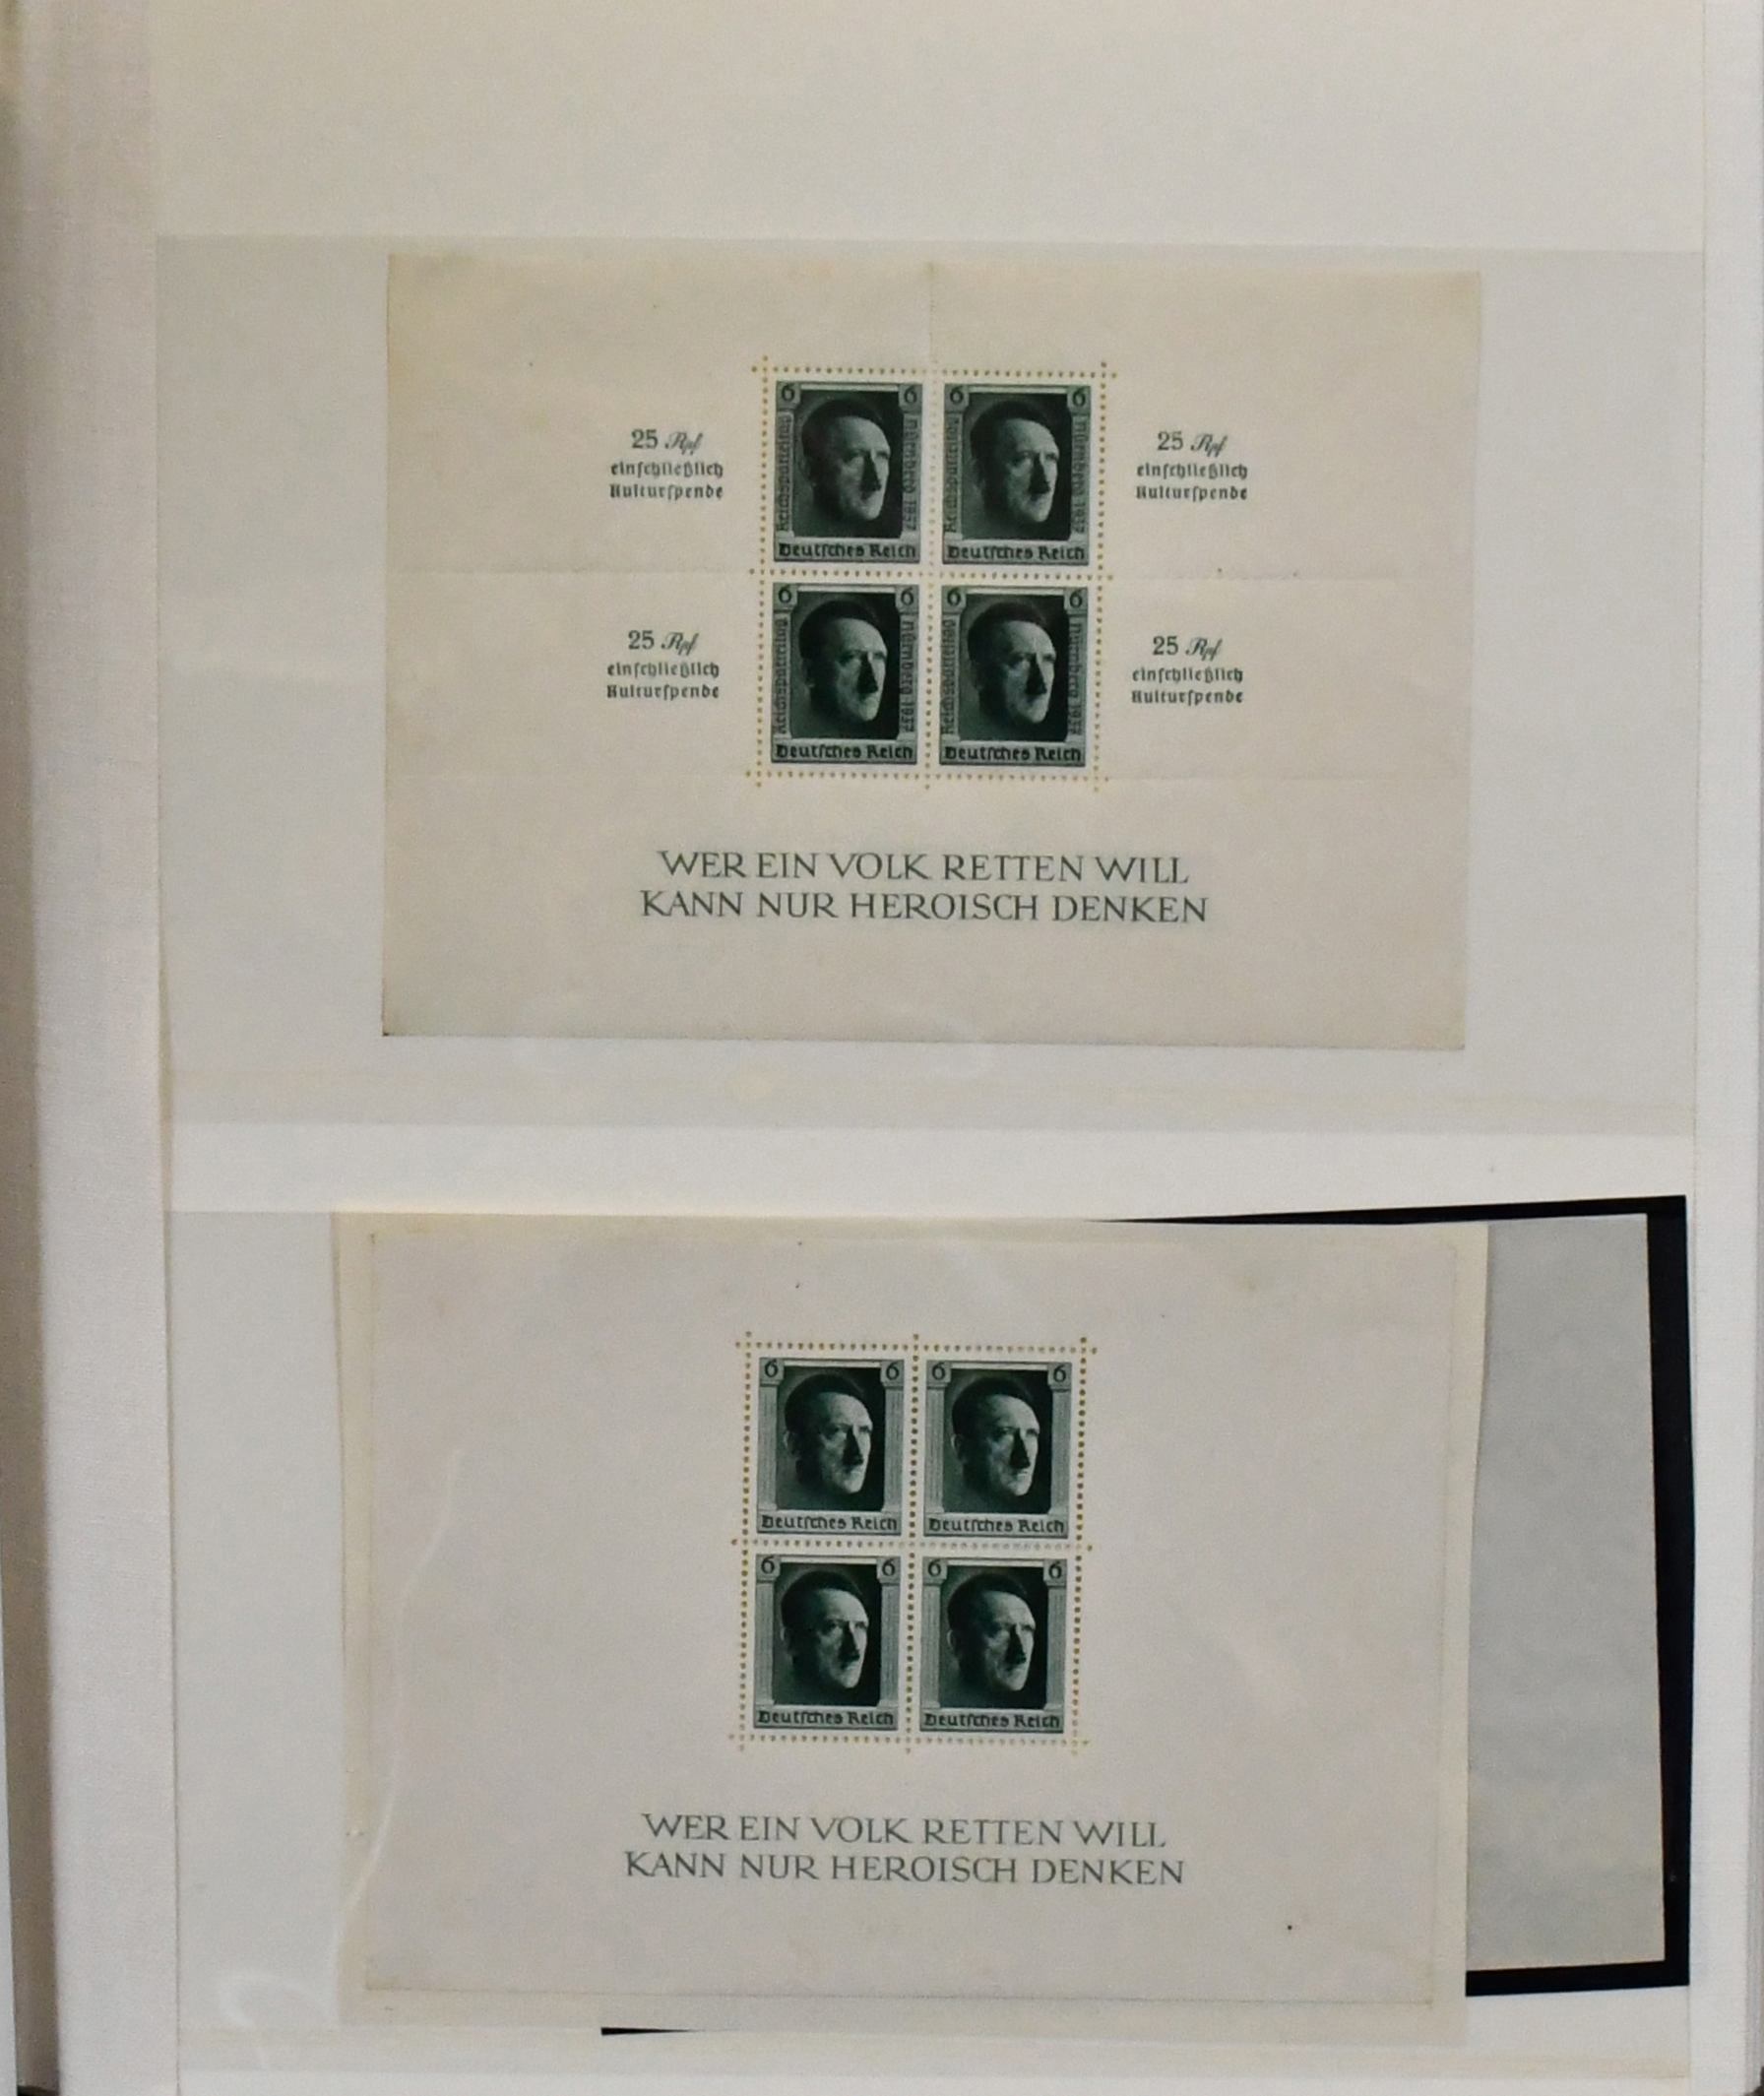 6 6 6 6
Reichsparteitag Nürnberg 1937 Reichsparteitag Nürnberg 1937
25 Rpf
einſchließlich
Kulturſpende
25 Rpf
einſchließlich
Kulturſpende
Deutſches Reich Deutſches Reich
6 6 6 6
Reichsparteitag Nürnberg 1937 Reichsparteitag Nürnberg 1937
25 Rpf
einſchließlich
Kulturſpende
25 Rpf
einſchließlich
Kulturſpende
Deutſches Reich Deutſches Reich
WER EIN VOLK RETTEN WILL
KANN NUR HEROISCH DENKEN
6 6 6 6
Deutſches Reich Deutſches Reich
6 6 6 6
Deutſches Reich Deutſches Reich
WER EIN VOLK RETTEN WILL
KANN NUR HEROISCH DENKEN